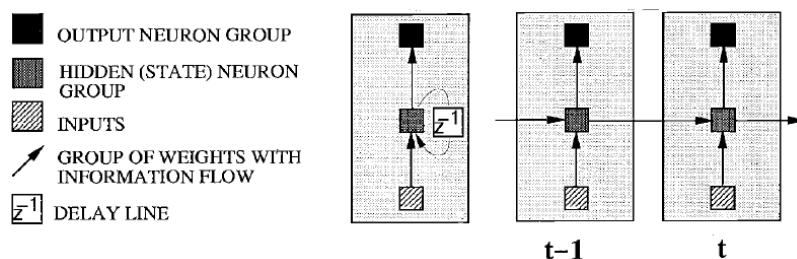 OUTPUT NEURON GROUP
HIDDEN (STATE) NEURON
GROUP
INPUTS
GROUP OF WEIGHTS WITH
INFORMATION FLOW
z⁻¹ DELAY LINE
z⁻¹
t-1
t